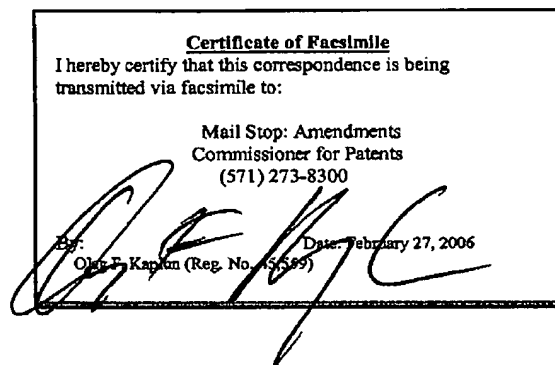 Certificate of Facsimile
I hereby certify that this correspondence is being
transmitted via facsimile to:
Mail Stop: Amendments
Commissioner for Patents
(571) 273-8300
By: Date: February 27, 2006
Oleg F. Kaplun (Reg. No. 45,559)